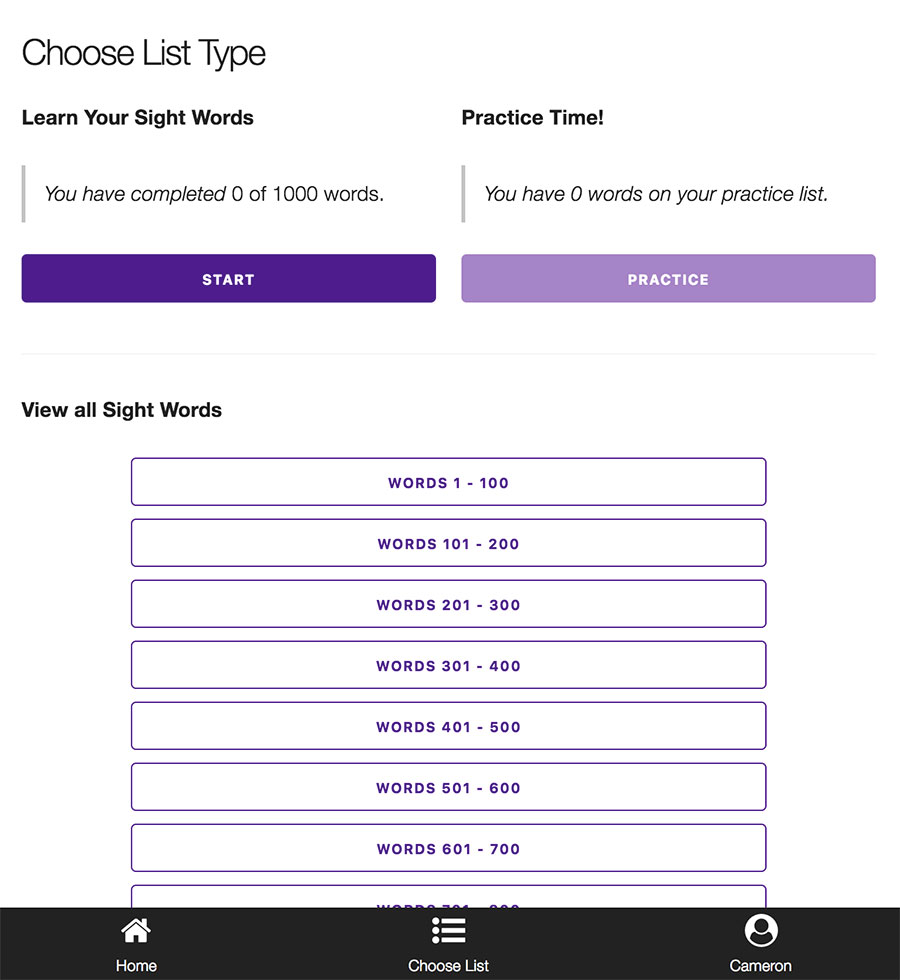 Choose List Type
Learn Your Sight Words
Practice Time!
You have completed 0 of 1000 words.
You have 0 words on your practice list.
START
PRACTICE
View all Sight Words
WORDS 1 - 100
WORDS 101 - 200
WORDS 201 - 300
WORDS 301 - 400
WORDS 401 - 500
WORDS 501 - 600
WORDS 601 - 700
Home
Choose List
Cameron